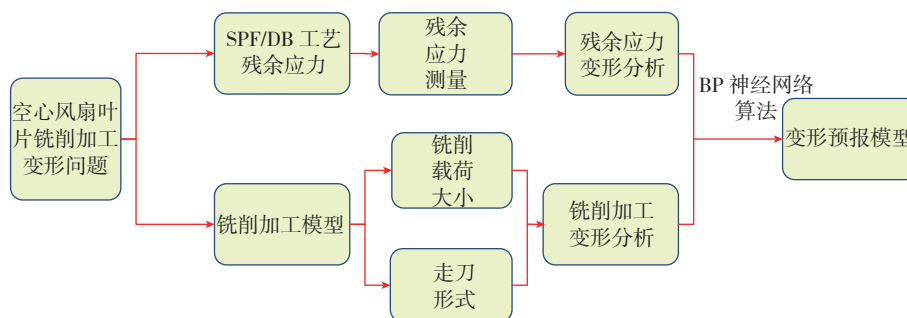 空心风扇叶
片铣削加工
变形问题
SPF/DB 工艺
残余应力
残余
应力
测量
残余应力
变形分析
铣削加工模型
铣削
载荷
大小
走刀
形式
铣削加工
变形分析
BP 神经网络
算法
变形预报模型